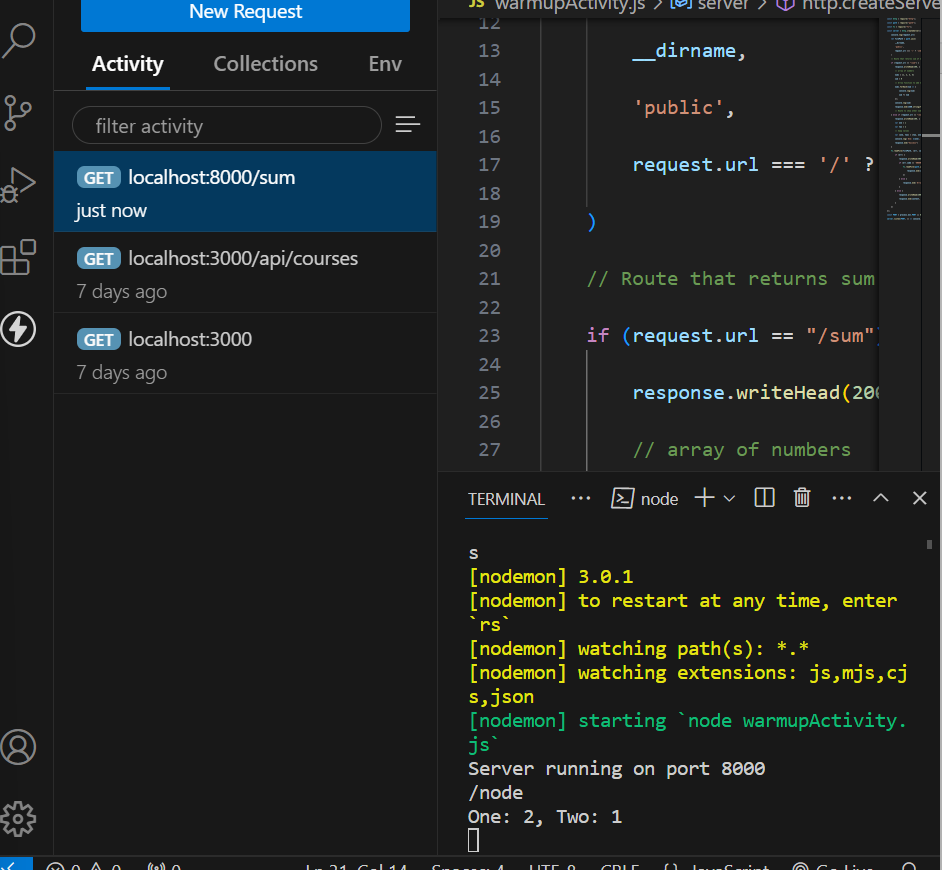 New Request
Activity Collections Env
filter activity
GET localhost:8000/sum
just now
GET localhost:3000/api/courses
7 days ago
GET localhost:3000
7 days ago
JS warmupActivity.js > server > http.createServe
12
13 __dirname,
14
15 'public',
16
17 request.url === '/' ?
18
19 )
20
21 // Route that returns sum
22
23 if (request.url == "/sum")
24
25 response.writeHead(200
26
27 // array of numbers
TERMINAL ... node
s
[nodemon] 3.0.1
[nodemon] to restart at any time, enter
`rs`
[nodemon] watching path(s): *.*
[nodemon] watching extensions: js,mjs,cj
s,json
[nodemon] starting `node warmupActivity.
js`
Server running on port 8000
/node
One: 2, Two: 1
0 0 0 Ln 21, Col 14 Spaces: 4 UTF-8 CRLF {} JavaScript Go Live